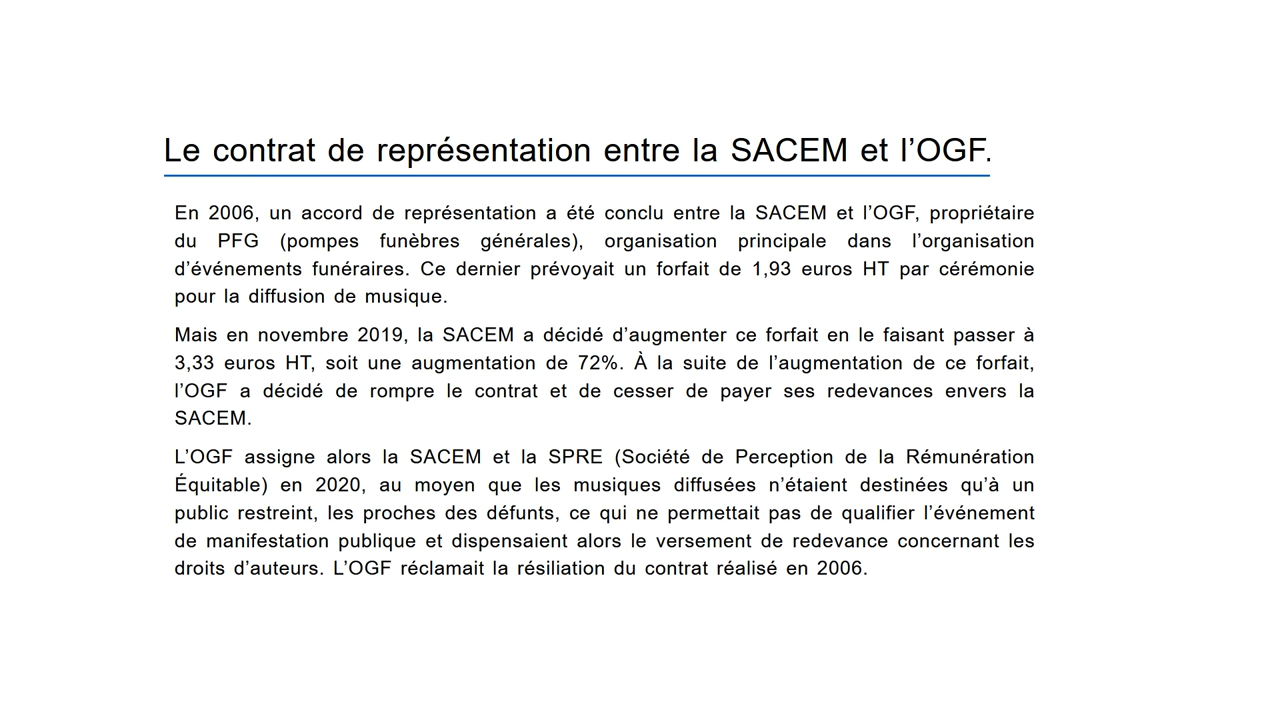 Le contrat de représentation entre la SACEM et l’OGF.
En 2006, un accord de représentation a été conclu entre la SACEM et l’OGF, propriétaire
du PFG (pompes funèbres générales), organisation principale dans l’organisation
d’événements funéraires. Ce dernier prévoyait un forfait de 1,93 euros HT par cérémonie
pour la diffusion de musique.
Mais en novembre 2019, la SACEM a décidé d’augmenter ce forfait en le faisant passer à
3,33 euros HT, soit une augmentation de 72%. À la suite de l’augmentation de ce forfait,
l’OGF a décidé de rompre le contrat et de cesser de payer ses redevances envers la
SACEM.
L’OGF assigne alors la SACEM et la SPRE (Société de Perception de la Rémunération
Équitable) en 2020, au moyen que les musiques diffusées n’étaient destinées qu’à un
public restreint, les proches des défunts, ce qui ne permettait pas de qualifier l’événement
de manifestation publique et dispensaient alors le versement de redevance concernant les
droits d’auteurs. L’OGF réclamait la résiliation du contrat réalisé en 2006.